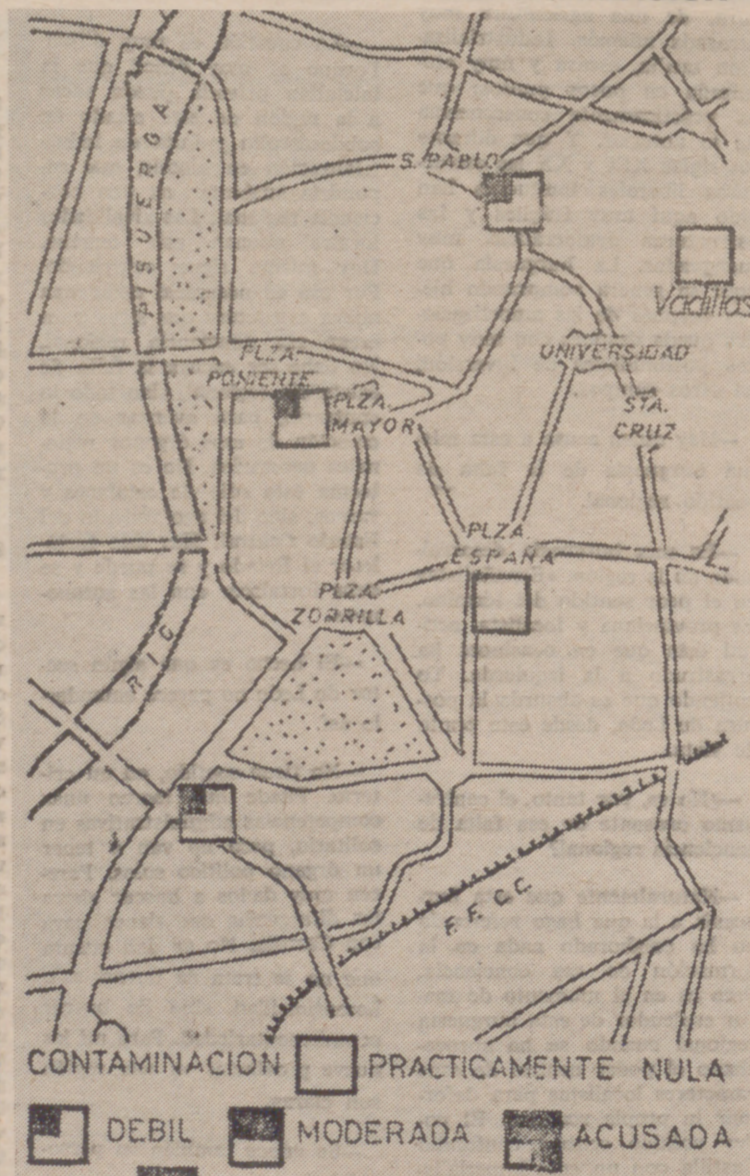 PISUERGA
S. PABLO
Vadillos
PLZA.
PONIENTE
UNIVERSIDAD
PLZA.
MAYOR
STA.
CRUZ
PLZA.
ESPAÑA
PLZA.
ZORRILLA
RIO
F.F. C.C.
CONTAMINACION PRACTICAMENTE NULA
DEBIL MODERADA ACUSADA